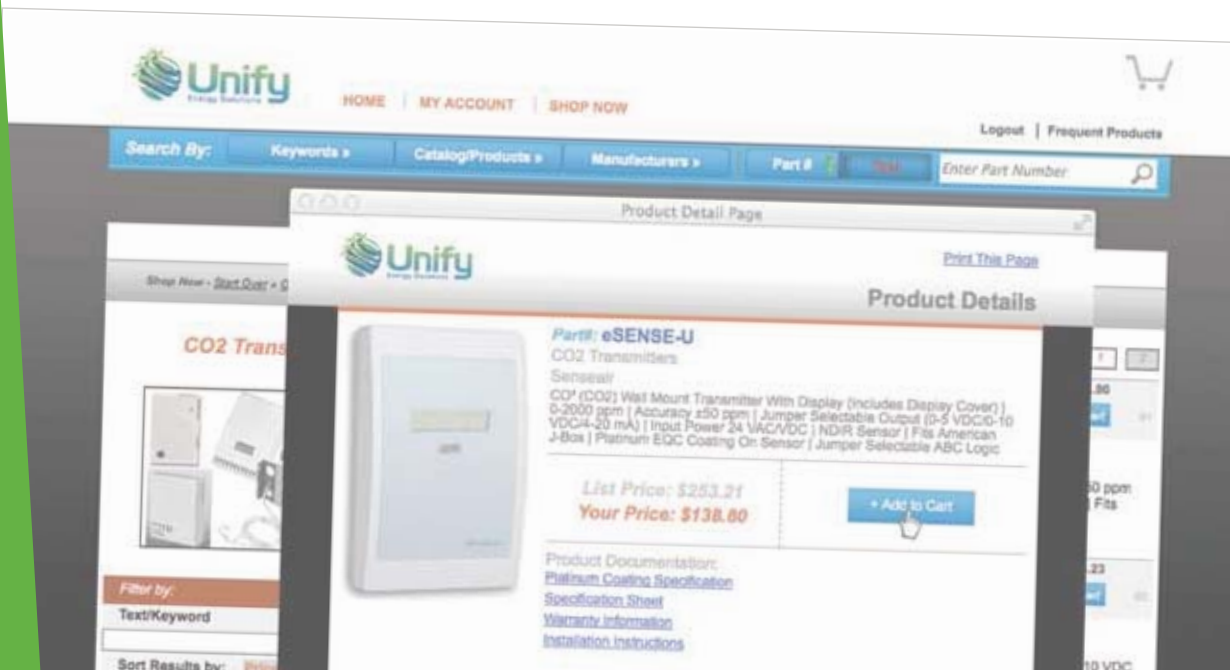 Unify
Energy Solutions
HOME | MY ACCOUNT | SHOP NOW
Logout | Frequent Products
Search By: Keywords » Catalog/Products » Manufacturers » Part # Enter Part Number
Product Detail Page
Unify
Energy Solutions
Print This Page
Shop Now - Start Over »
Product Details
CO2 Trans
Part#: eSENSE-U
CO2 Transmitters
Senseair
CO² (CO2) Wall Mount Transmitter With Display (Includes Display Cover) |
0-2000 ppm | Accuracy ±50 ppm | Jumper Selectable Output (0-5 VDC/0-10
VDC/4-20 mA) | Input Power 24 VAC/VDC | NDIR Sensor | Fits American
J-Box | Platinum EQC Coating On Sensor | Jumper Selectable ABC Logic
1 2
.80
List Price: $253.21
Your Price: $138.80
+ Add to Cart
50 ppm
| Fits
Product Documentation:
Platinum Coating Specification
Specification Sheet
Warranty Information
Installation Instructions
.23
Filter by:
Text/Keyword
Sort Results by:
10 VDC